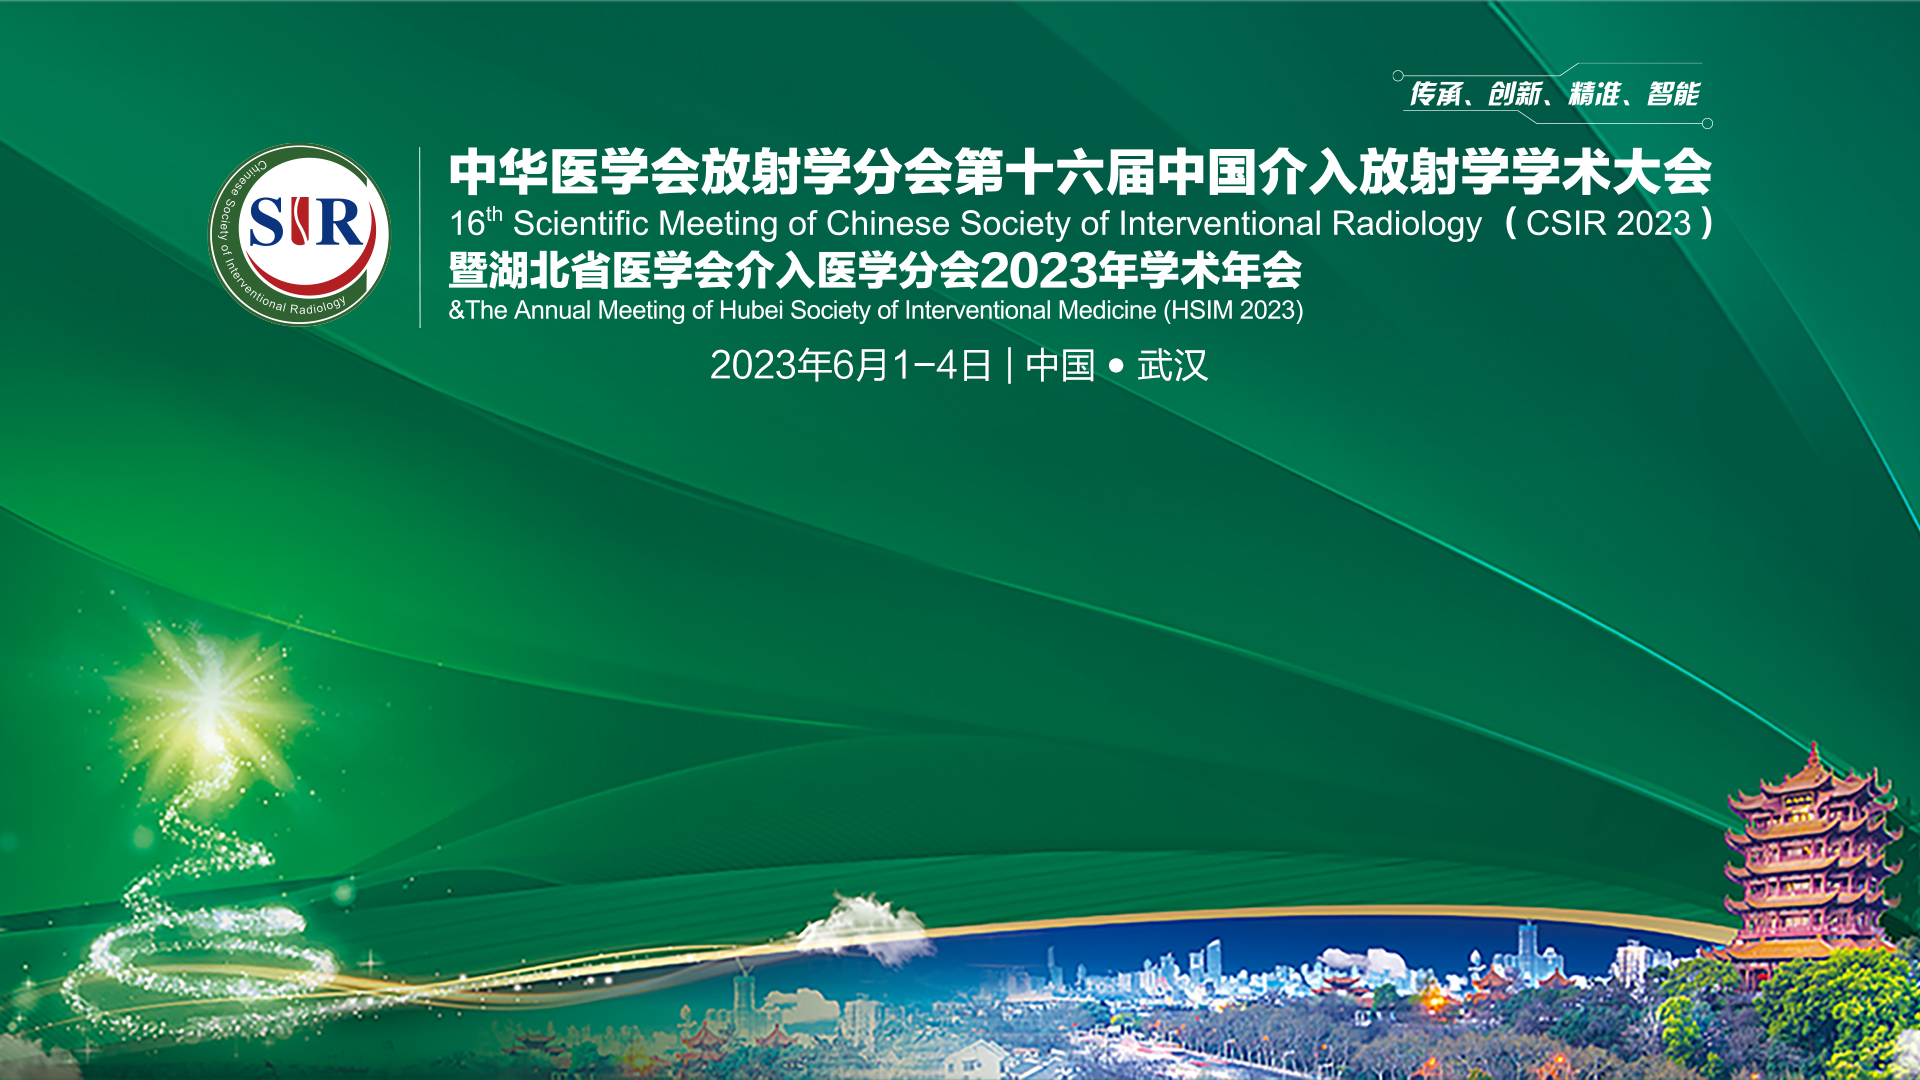 传承、创新、精准、智能
中华医学会放射学分会第十六届中国介入放射学学术大会
16th Scientific Meeting of Chinese Society of Interventional Radiology（CSIR 2023）
暨湖北省医学会介入医学分会2023年学术年会
&The Annual Meeting of Hubei Society of Interventional Medicine (HSIM 2023)
2023年6月1-4日 | 中国 • 武汉
Chinese Society of Interventional Radiology
SIR